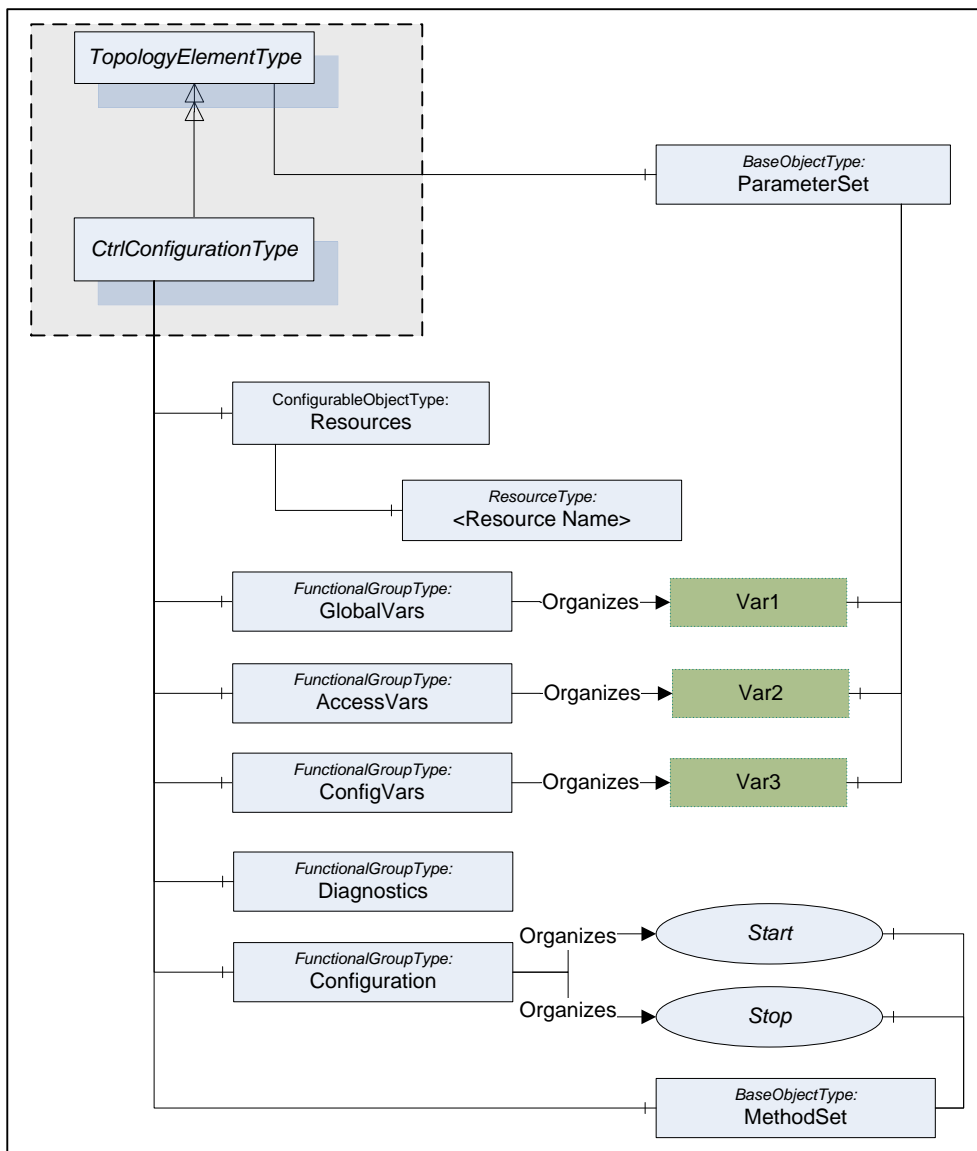 TopologyElementType
BaseObjectType:
ParameterSet
CtrlConfigurationType
ConfigurableObjectType:
Resources
ResourceType:
<Resource Name>
FunctionalGroupType:
GlobalVars
Organizes
Var1
FunctionalGroupType:
AccessVars
Organizes
Var2
FunctionalGroupType:
ConfigVars
Organizes
Var3
FunctionalGroupType:
Diagnostics
FunctionalGroupType:
Configuration
Organizes
Start
Organizes
Stop
BaseObjectType:
MethodSet